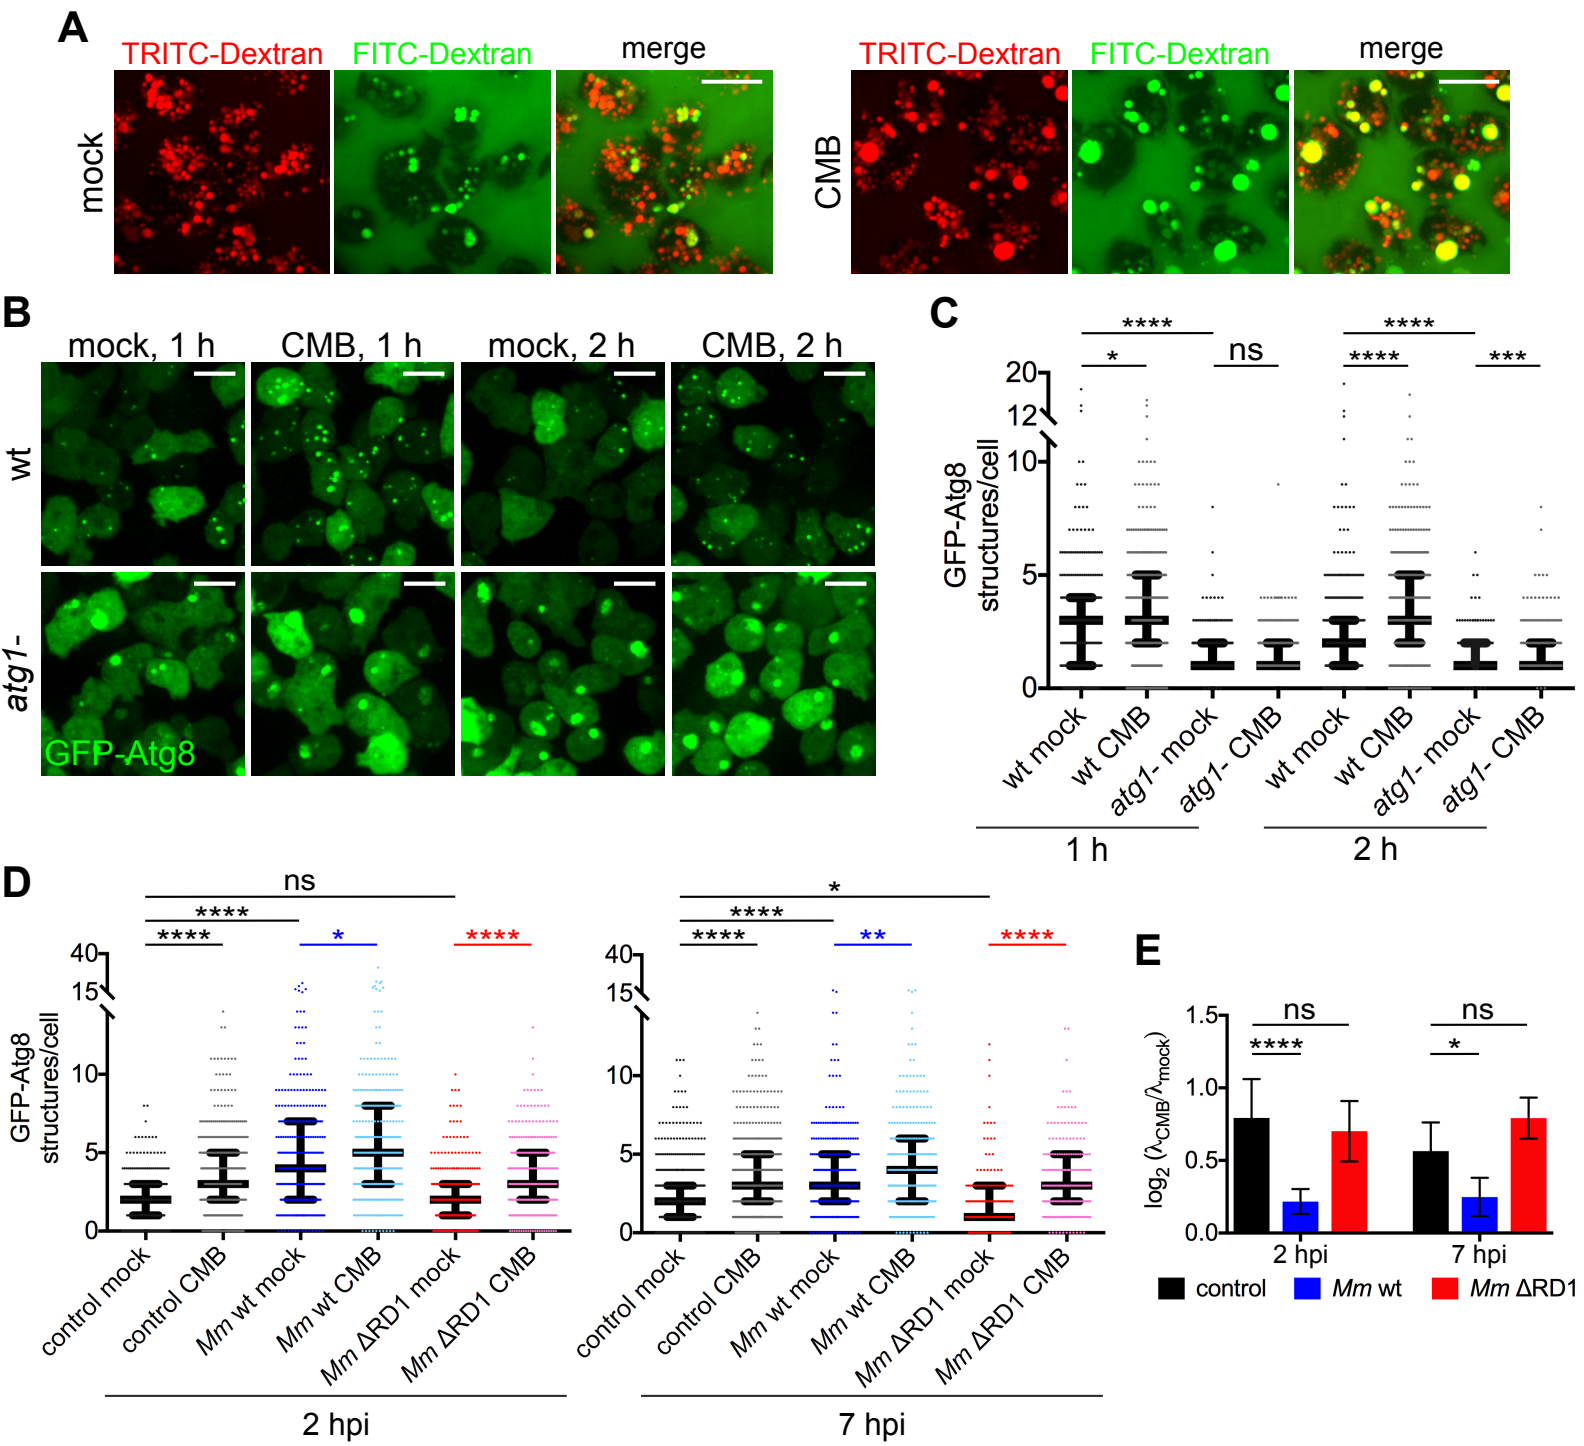 A
TRITC-Dextran FITC-Dextran merge TRITC-Dextran FITC-Dextran merge
mock
CMB
B
mock, 1 h CMB, 1 h mock, 2 h CMB, 2 h
wt
atg1-
GFP-Atg8
C
**** ****
* ns **** ***
GFP-Atg8
structures/cell
20
12
10
5
0
wt mock
wt CMB
atg1- mock
atg1- CMB
wt mock
wt CMB
atg1- mock
atg1- CMB
1 h
2 h
D
ns
****
**** * ****
GFP-Atg8
structures/cell
40
15
10
5
0
control mock
control CMB
Mm wt mock
Mm wt CMB
Mm ΔRD1 mock
Mm ΔRD1 CMB
2 hpi
*
****
**** ** ****
40
15
10
5
0
control mock
control CMB
Mm wt mock
Mm wt CMB
Mm ΔRD1 mock
Mm ΔRD1 CMB
7 hpi
E
log2 (λCMB/λmock)
1.5
1.0
0.5
0.0
ns ns
**** *
2 hpi 7 hpi
control Mm wt Mm ΔRD1